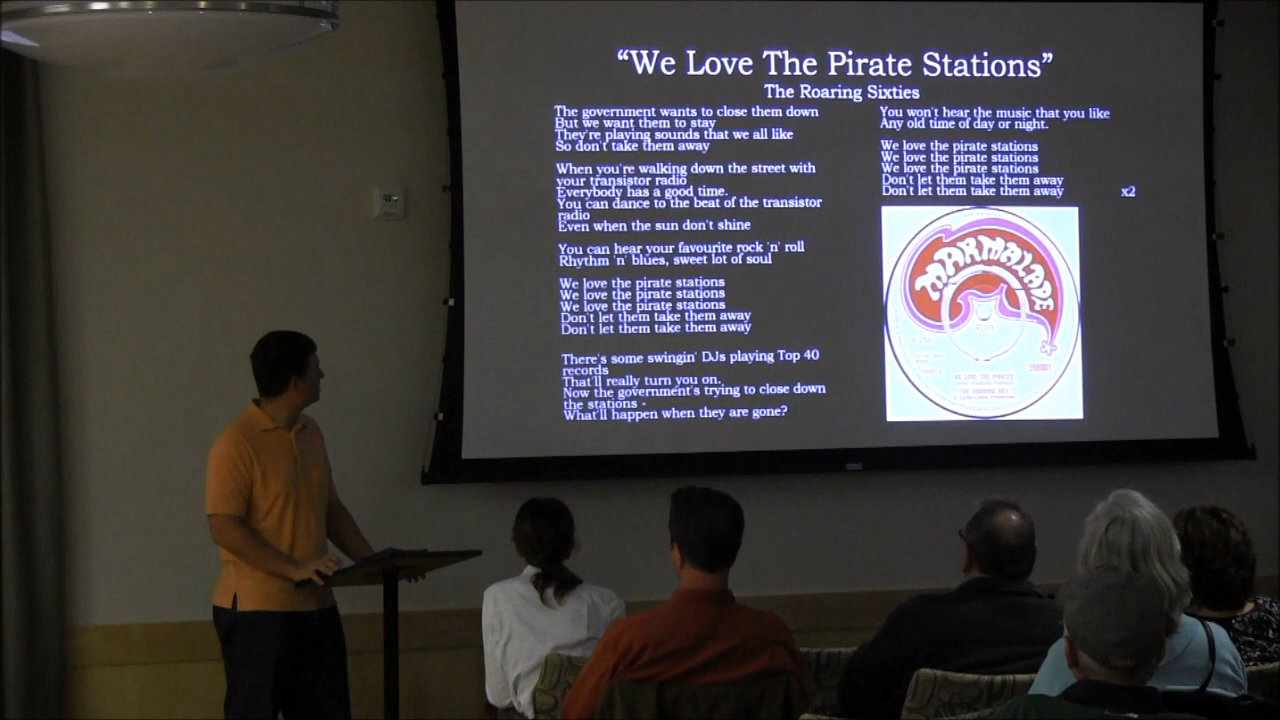 “We Love The Pirate Stations”
The Roaring Sixties
The government wants to close them down
But we want them to stay
They're playing sounds that we all like
So don't take them away
When you're walking down the street with
your transistor radio
Everybody has a good time.
You can dance to the beat of the transistor
radio
Even when the sun don't shine
You can hear your favourite rock 'n' roll
Rhythm 'n' blues, sweet lot of soul
We love the pirate stations
We love the pirate stations
We love the pirate stations
Don't let them take them away
Don't let them take them away
There's some swingin' DJs playing Top 40
records
That'll really turn you on.
Now the government's trying to close down
the stations -
What'll happen when they are gone?
You won't hear the music that you like
Any old time of day or night.
We love the pirate stations
We love the pirate stations
We love the pirate stations
Don't let them take them away
Don't let them take them away x2
MARMALADE
WE LOVE THE PIRATES
THE ROARING 60's